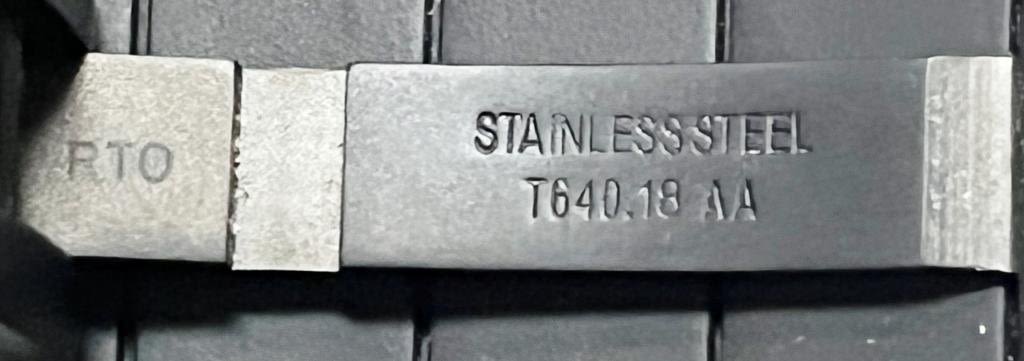 RTO
STAINLESS STEEL
T640.18 AA